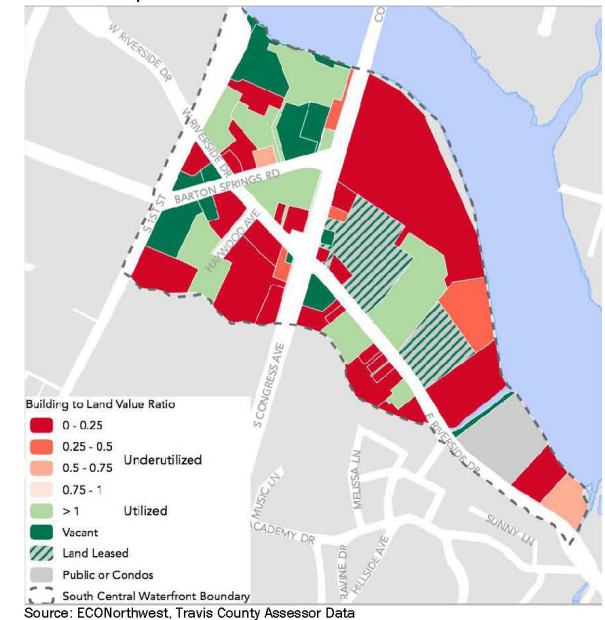 CO
W RIVERSIDE DR
W RIVERSIDE DR
BARTON SPRINGS RD
S 1ST ST
HAYWOOD AVE
S CONGRESS AVE
E RIVERSIDE DR
MUSIC LN
MELISSA LN
ACADEMY DR
RAVINE DR
HILLSIDE AVE
SUNNY LN
Building to Land Value Ratio
0 - 0.25
0.25 - 0.5
Underutilized
0.5 - 0.75
0.75 - 1
> 1 Utilized
Vacant
Land Leased
Public or Condos
South Central Waterfront Boundary
Source: ECONorthwest, Travis County Assessor Data